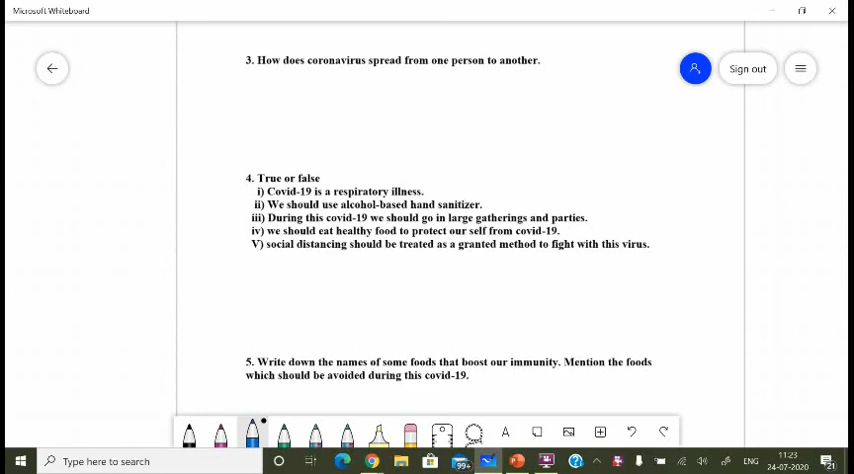 Microsoft Whiteboard
3. How does coronavirus spread from one person to another.
Sign out
4. True or false
i) Covid-19 is a respiratory illness.
ii) We should use alcohol-based hand sanitizer.
iii) During this covid-19 we should go in large gatherings and parties.
iv) we should eat healthy food to protect our self from covid-19.
V) social distancing should be treated as a granted method to fight with this virus.
5. Write down the names of some foods that boost our immunity. Mention the foods
which should be avoided during this covid-19.
A
Type here to search
99+
ENG
11:23
24-07-2020
21